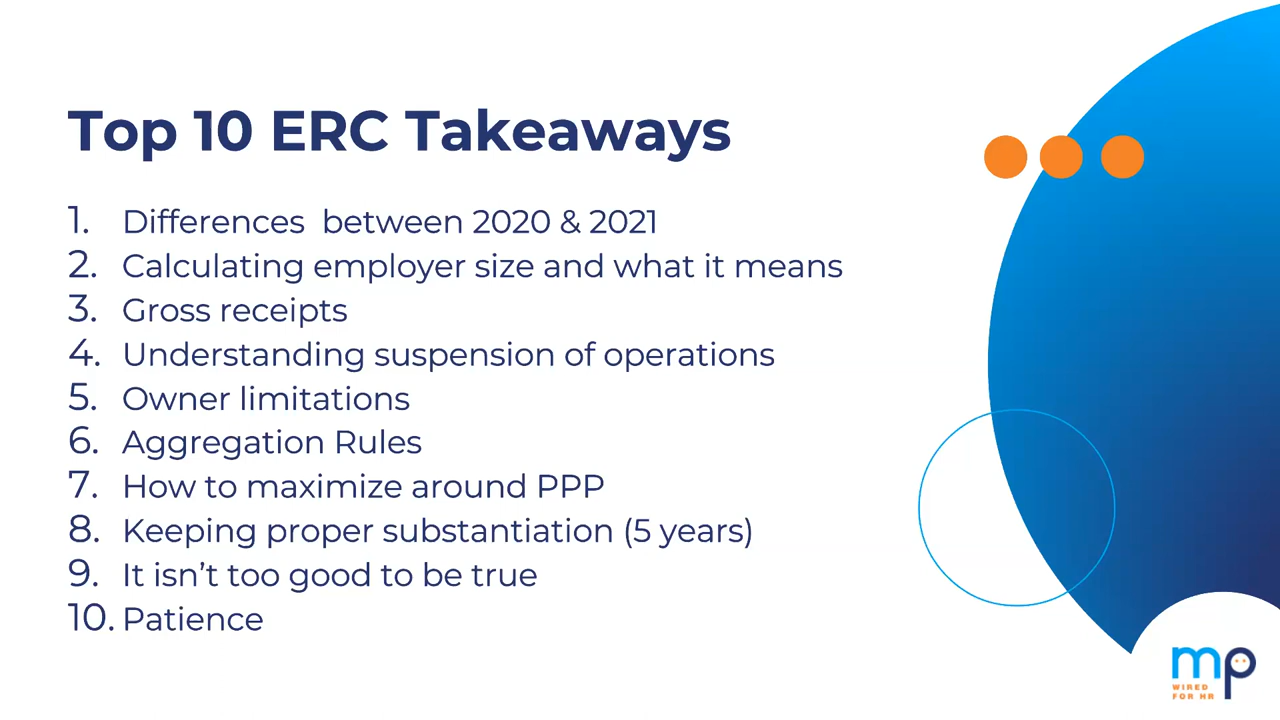 Top 10 ERC Takeaways
1. Differences between 2020 & 2021
2. Calculating employer size and what it means
3. Gross receipts
4. Understanding suspension of operations
5. Owner limitations
6. Aggregation Rules
7. How to maximize around PPP
8. Keeping proper substantiation (5 years)
9. It isn't too good to be true
10. Patience
mp
WIRED
FOR HR